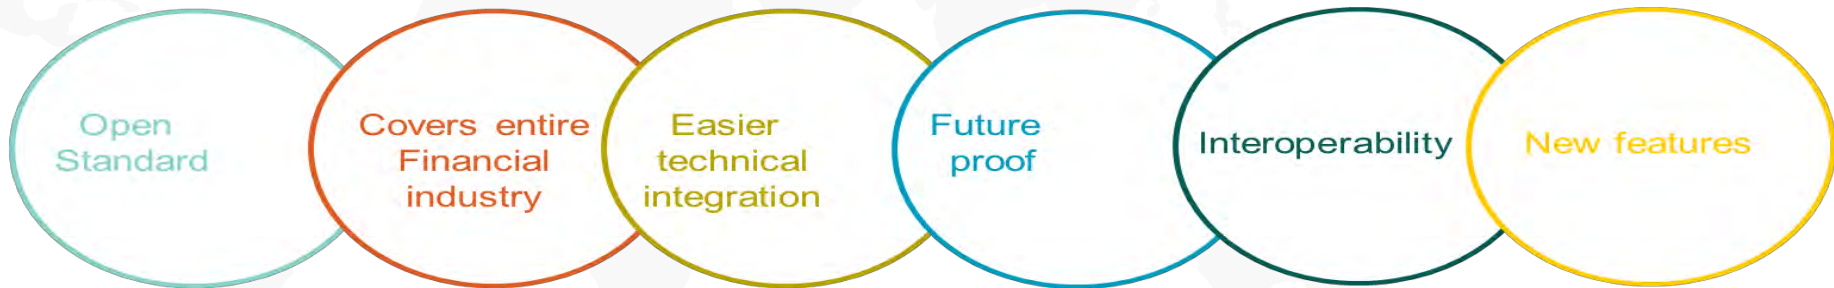 Open
Standard
Covers entire
Financial
industry
Easier
technical
integration
Future
proof
Interoperability
New features